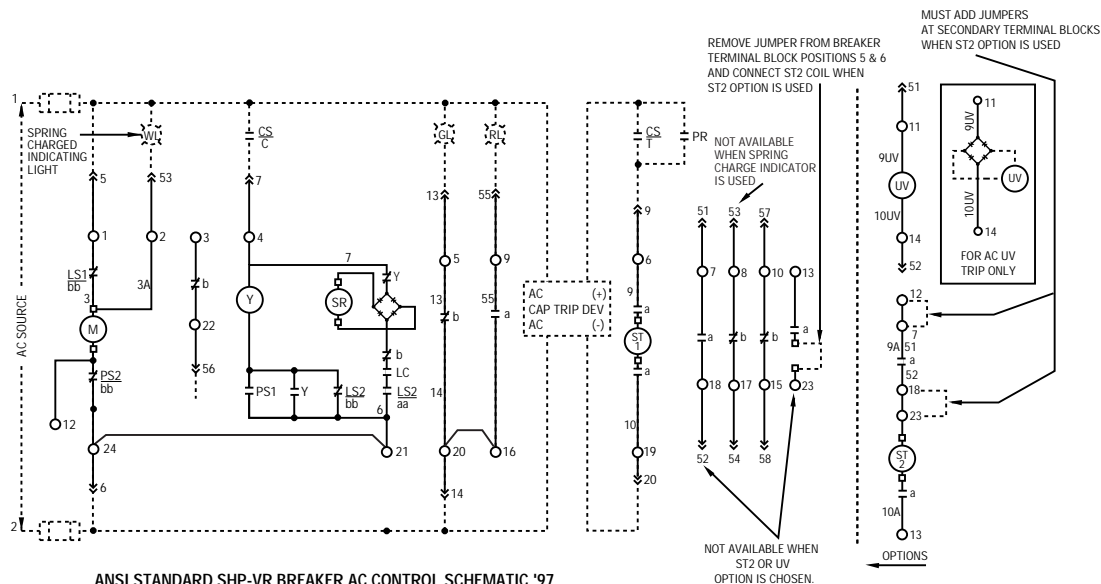 MUST ADD JUMPERS
AT SECONDARY TERMINAL BLOCKS
WHEN ST2 OPTION IS USED
REMOVE JUMPER FROM BREAKER
TERMINAL BLOCK POSITIONS 5 & 6
AND CONNECT ST2 COIL WHEN
ST2 OPTION IS USED
1
SPRING
CHARGED
INDICATING
LIGHT
WL
CS
C
GL
RL
CS
T
PR
NOT AVAILABLE
WHEN SPRING
CHARGE INDICATOR
IS USED
51
11
9UV
UV
10UV
14
52
11
9UV
UV
10UV
14
FOR AC UV
TRIP ONLY
5
53
7
13
55
9
51
53
57
1
2
3
4
5
9
6
7
8
10
13
AC SOURCE
LS1
bb
3
3A
M
PS2
bb
12
24
6
b
22
56
7
Y
SR
Y
b
LC
PS1
Y
LS2
bb
LS2
aa
6
21
13
b
14
20
14
55
a
16
AC (+)
CAP TRIP DEV
AC (-)
9
a
ST
1
a
10
19
20
a
b
b
a
18
17
15
23
52
54
58
12
7
9A
51
a
52
18
23
ST
2
a
10A
13
2
NOT AVAILABLE WHEN
ST2 OR UV
OPTION IS CHOSEN.
OPTIONS
ANSI STANDARD SHP-VR BREAKER AC CONTROL SCHEMATIC '97